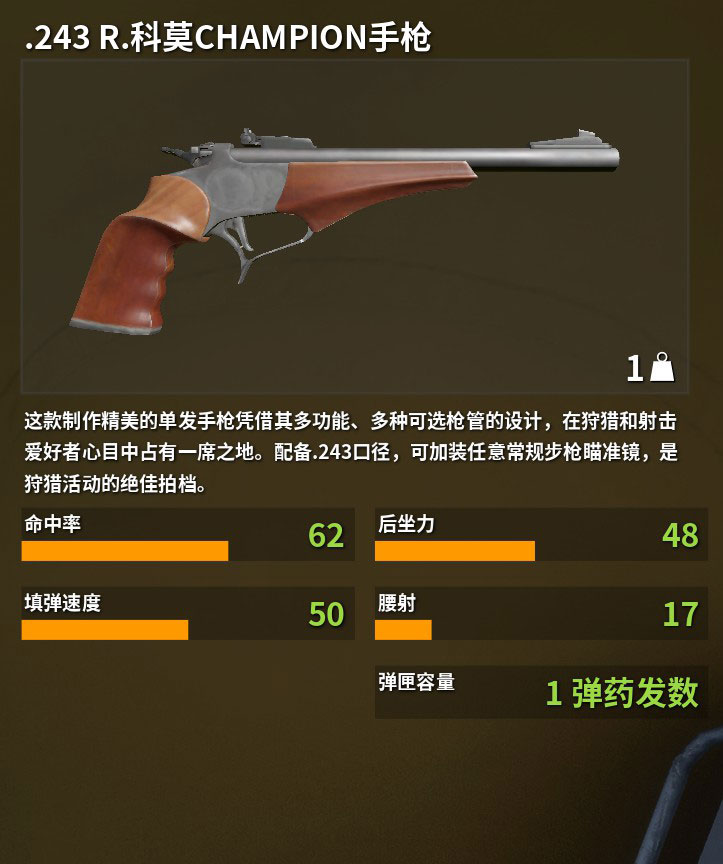 .243 R.科莫CHAMPION手枪
1
这款制作精美的单发手枪凭借其多功能、多种可选枪管的设计，在狩猎和射击
爱好者心目中占有一席之地。配备.243口径，可加装任意常规步枪瞄准镜，是
狩猎活动的绝佳拍档。
命中率 62
后坐力 48
填弹速度 50
腰射 17
弹匣容量 1 弹药发数